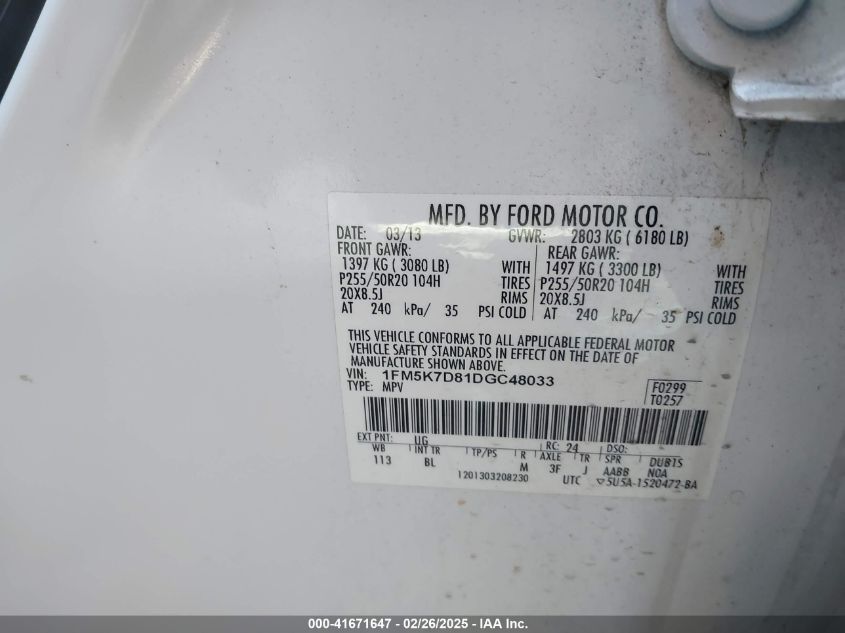 MFD. BY FORD MOTOR CO.
DATE: 03/13 GVWR: 2803 KG ( 6180 LB)
FRONT GAWR: REAR GAWR:
1397 KG ( 3080 LB) WITH 1497 KG ( 3300 LB) WITH
P255/50R20 104H TIRES P255/50R20 104H TIRES
20X8.5J RIMS 20X8.5J RIMS
AT 240 kPa/ 35 PSI COLD AT 240 kPa/ 35 PSI COLD
THIS VEHICLE CONFORMS TO ALL APPLICABLE FEDERAL MOTOR
VEHICLE SAFETY STANDARDS IN EFFECT ON THE DATE OF
MANUFACTURE SHOWN ABOVE.
VIN: 1FM5K7D81DGC48033 F0299
TYPE: MPV T0257
EXT PNT: UG RC: 24 DSO:
WB INT TR TP/PS R AXLE TR SPR DUB1S
113 BL M 3F J AABB NOA
1201303208230 UTC ▽5U5A-1520472-BA
000-41671647 - 02/26/2025 - IAA Inc.